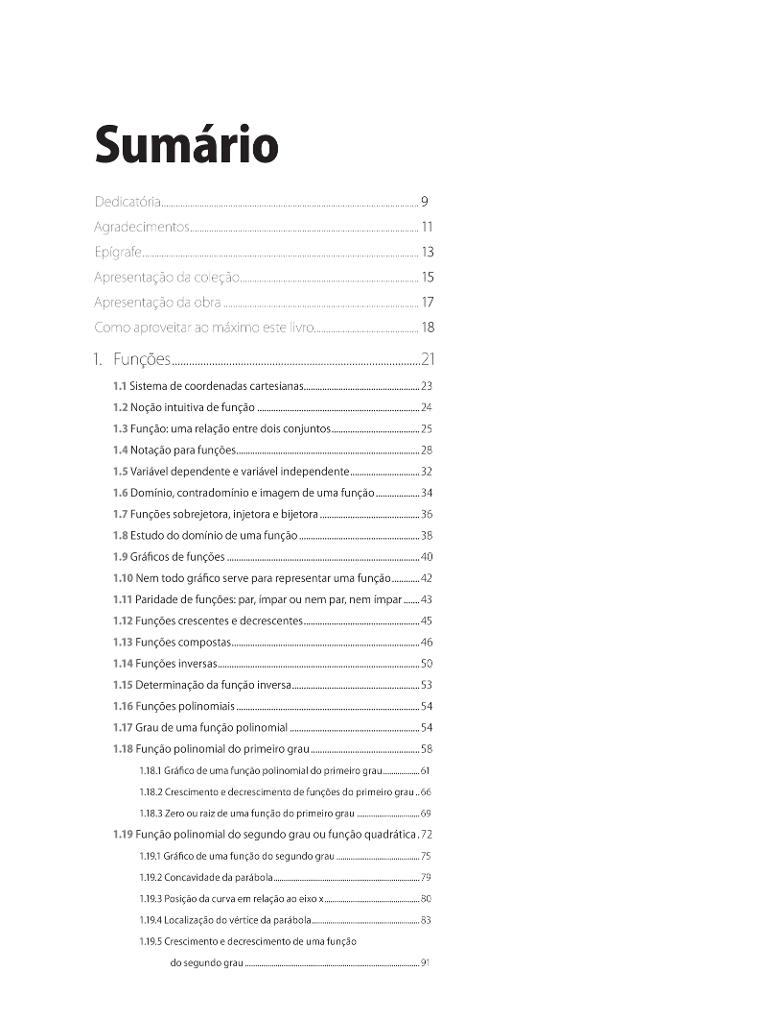 Sumário
Dedicatória 9
Agradecimentos 11
Epígrafe 13
Apresentação da coleção 15
Apresentação da obra 17
Como aproveitar ao máximo este livro 18
1. Funções 21
1.1 Sistema de coordenadas cartesianas 23
1.2 Noção intuitiva de função 24
1.3 Função: uma relação entre dois conjuntos 25
1.4 Notação para funções 28
1.5 Variável dependente e variável independente 32
1.6 Domínio, contradomínio e imagem de uma função 34
1.7 Funções sobrejetora, injetora e bijetora 36
1.8 Estudo do domínio de uma função 38
1.9 Gráficos de funções 40
1.10 Nem todo gráfico serve para representar uma função 42
1.11 Paridade de funções: par, ímpar ou nem par, nem ímpar 43
1.12 Funções crescentes e decrescentes 45
1.13 Funções compostas 46
1.14 Funções inversas 50
1.15 Determinação da função inversa 53
1.16 Funções polinomiais 54
1.17 Grau de uma função polinomial 54
1.18 Função polinomial do primeiro grau 58
1.18.1 Gráfico de uma função polinomial do primeiro grau 61
1.18.2 Crescimento e decrescimento de funções do primeiro grau 66
1.18.3 Zero ou raiz de uma função do primeiro grau 69
1.19 Função polinomial do segundo grau ou função quadrática 72
1.19.1 Gráfico de uma função do segundo grau 75
1.19.2 Concavidade da parábola 79
1.19.3 Posição da curva em relação ao eixo x 80
1.19.4 Localização do vértice da parábola 83
1.19.5 Crescimento e decrescimento de uma função
do segundo grau 91